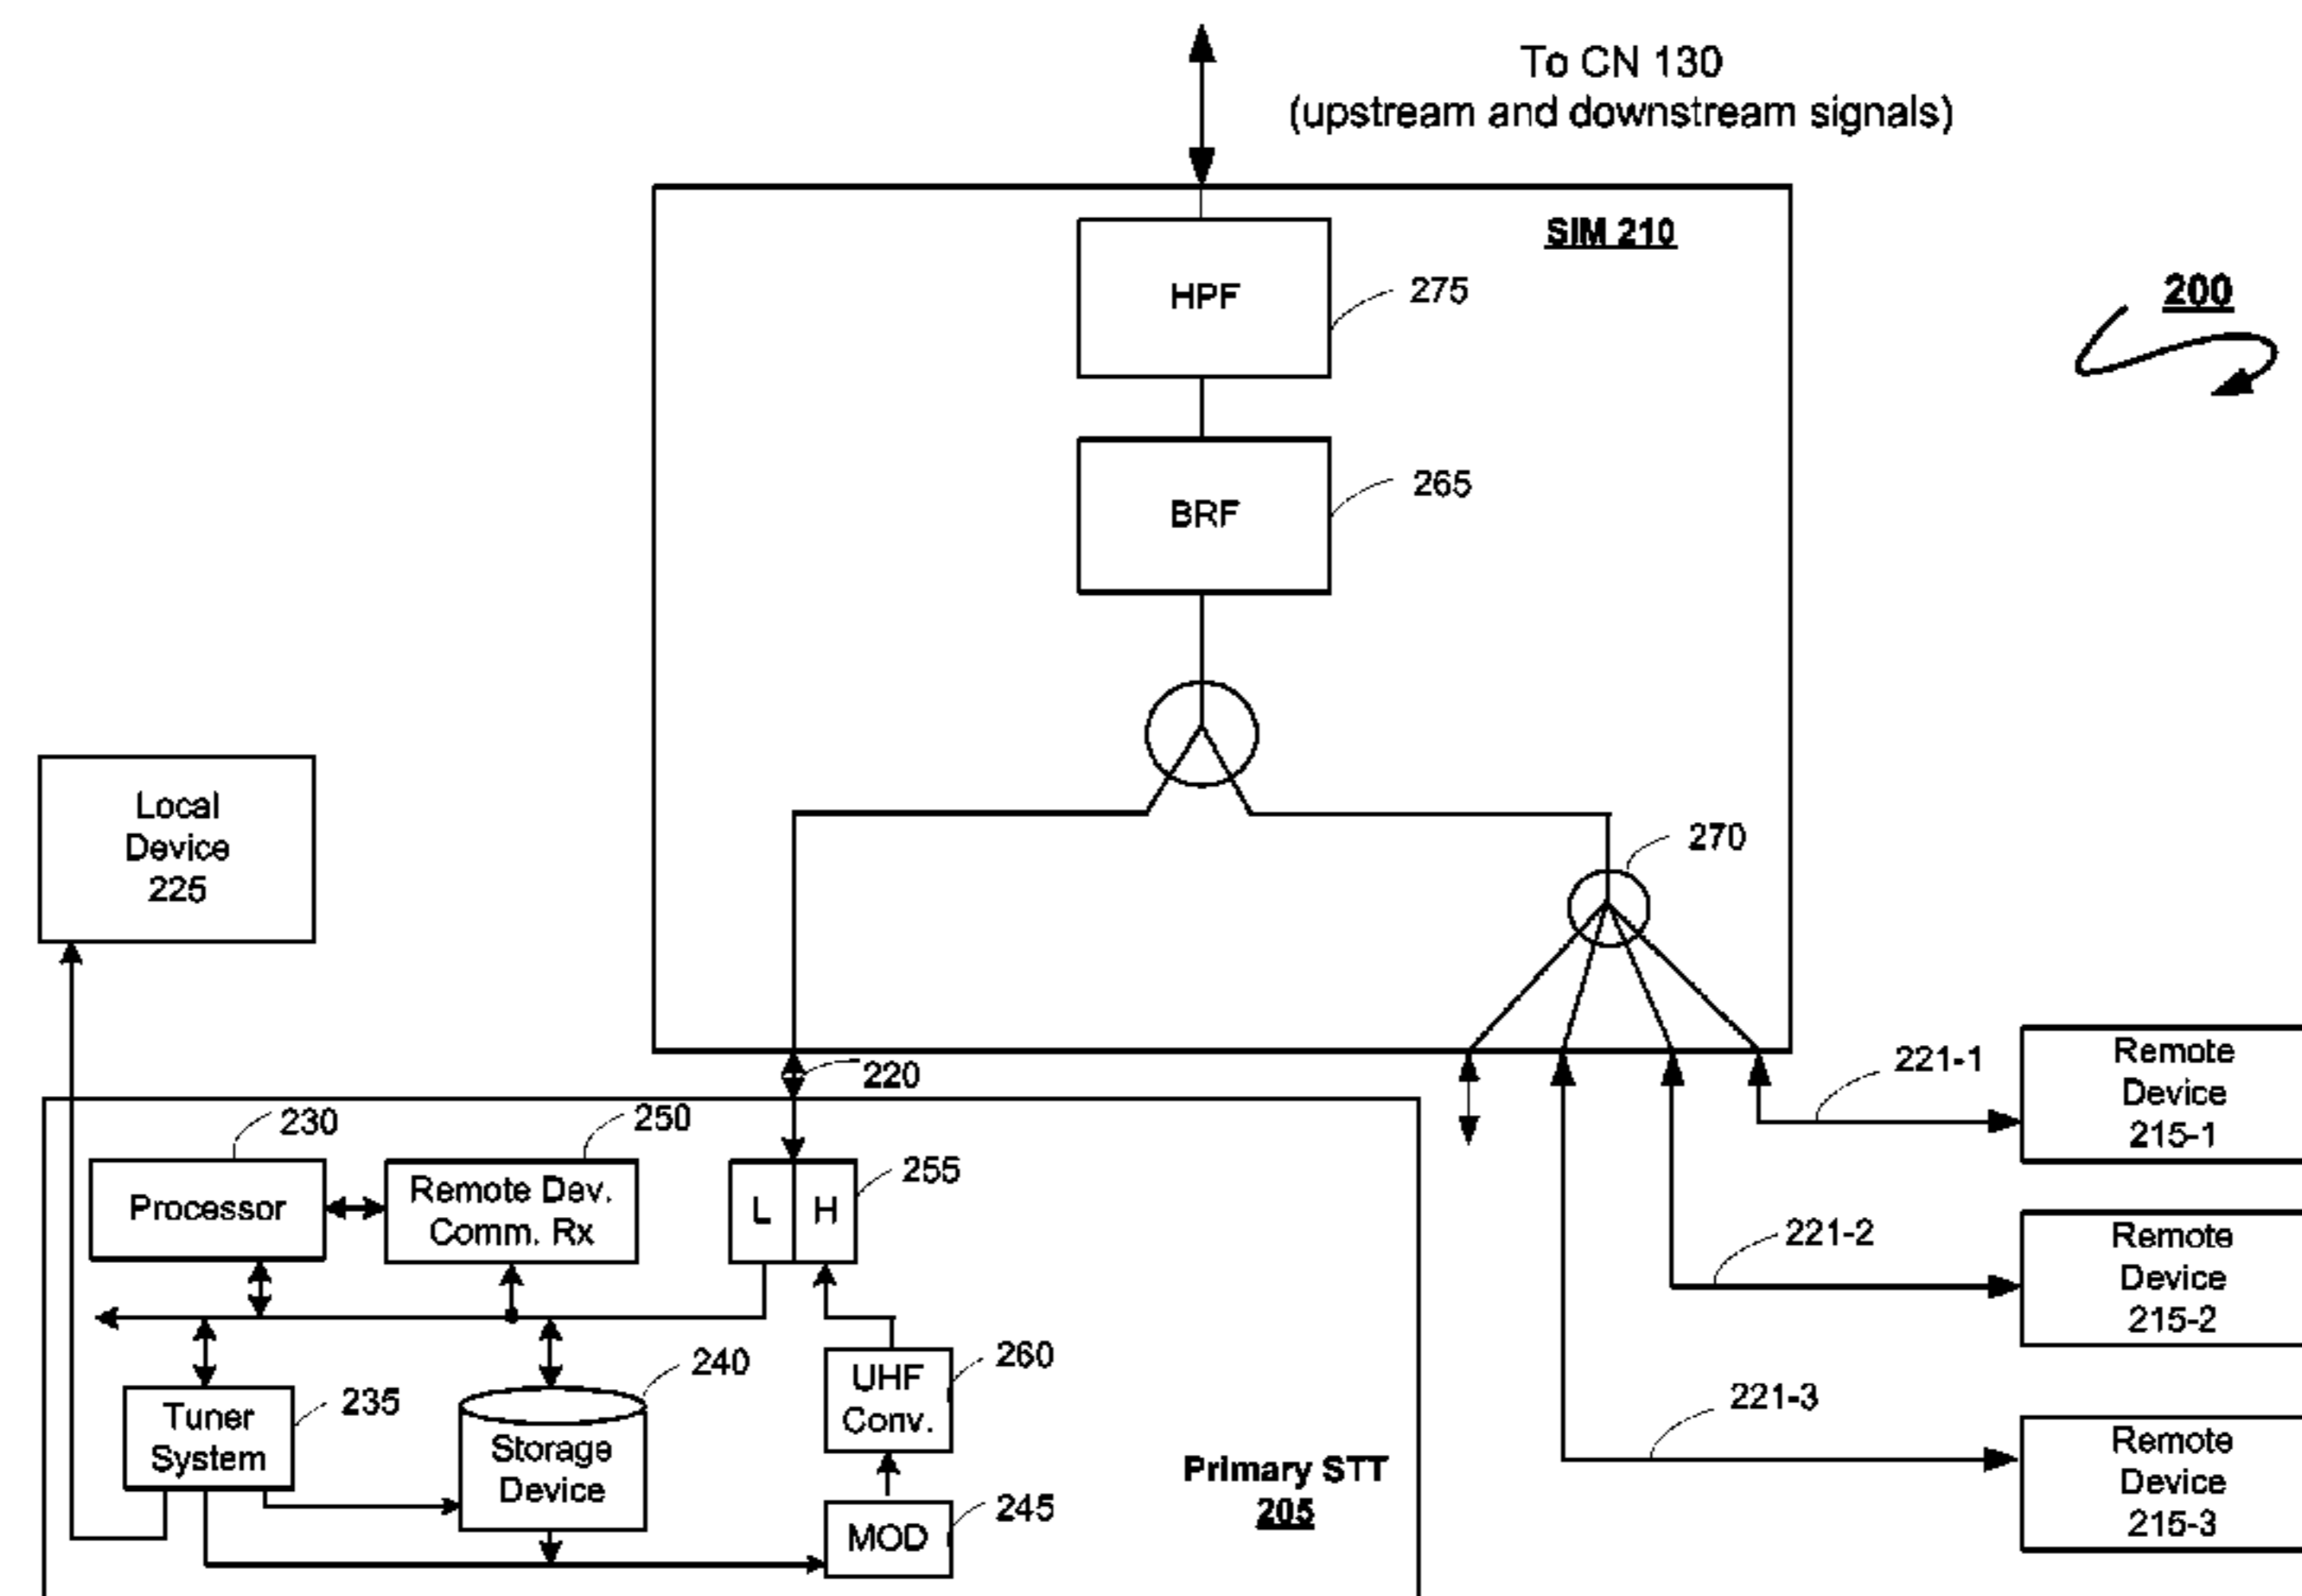 To CN 130
(upstream and downstream signals)
SIM 210
HPF
275
200
BRF
265
Local
Device
225
270
220
221-1
Remote
Device
215-1
230
250
255
Processor
Remote Dev.
Comm. Rx
L
H
221-2
Remote
Device
215-2
240
260
UHF
Conv.
235
Tuner
System
Storage
Device
221-3
Remote
Device
215-3
Primary STT
205
245
MOD